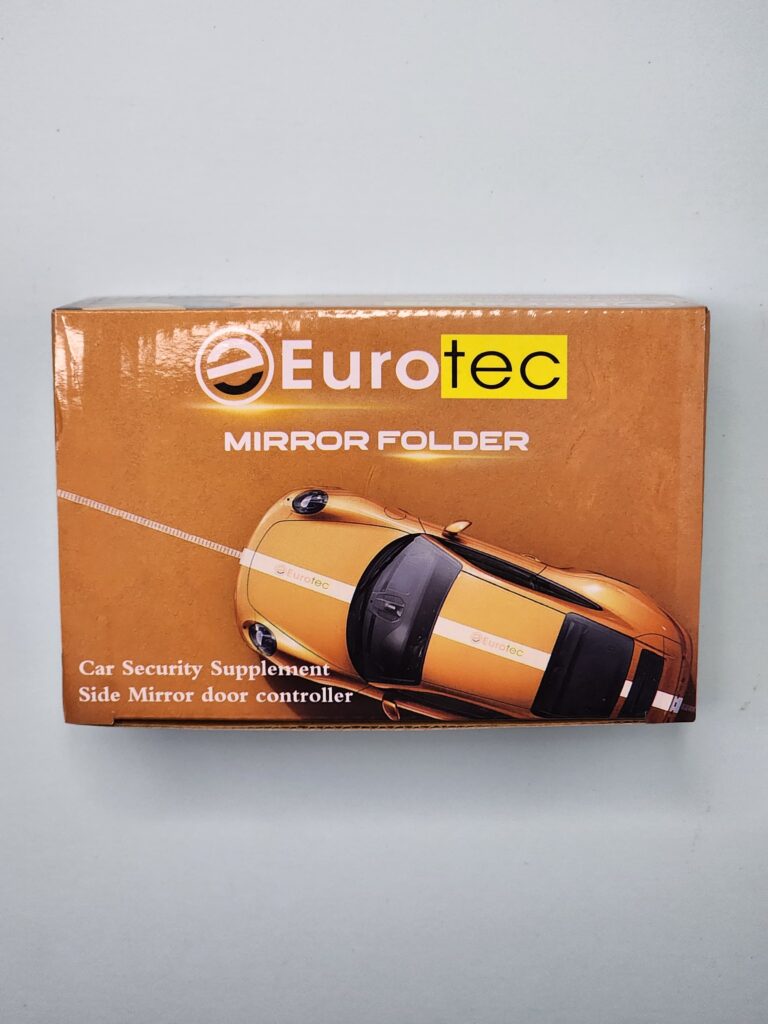 Eurotec
MIRROR FOLDER
Eurotec
Eurotec
Car Security Supplement
Side Mirror door controller